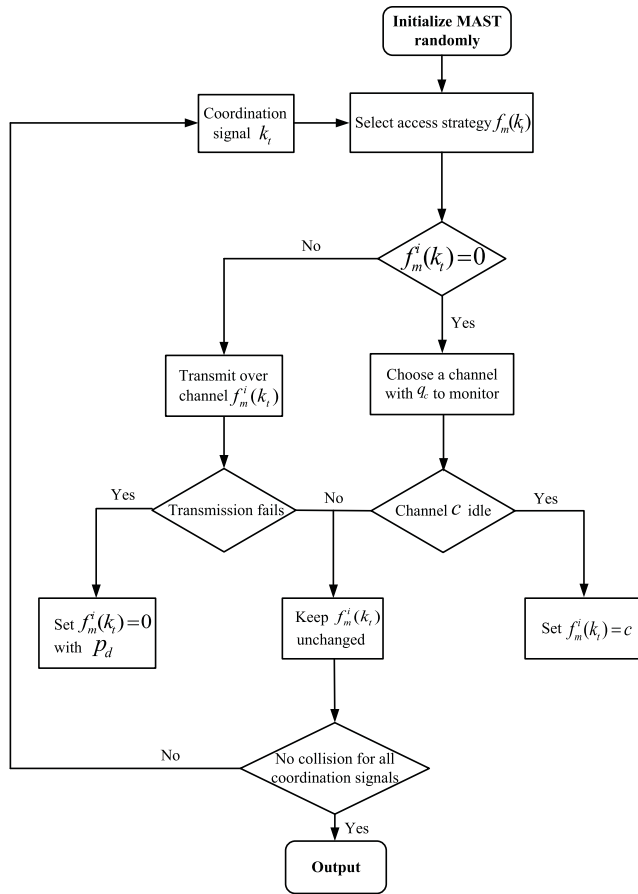 Initialize MAST
randomly
Coordination
signal k_t
Select access strategy f_m(k_t)
No
f_m^i(k_t)=0
Yes
Transmit over
channel f_m^i(k_t)
Choose a channel
with q_c to monitor
Yes
Transmission fails
No
Channel c idle
Yes
Set f_m^i(k_t)=0
with p_d
Keep f_m^i(k_t)
unchanged
Set f_m^i(k_t)=c
No
No collision for all
coordination signals
Yes
Output